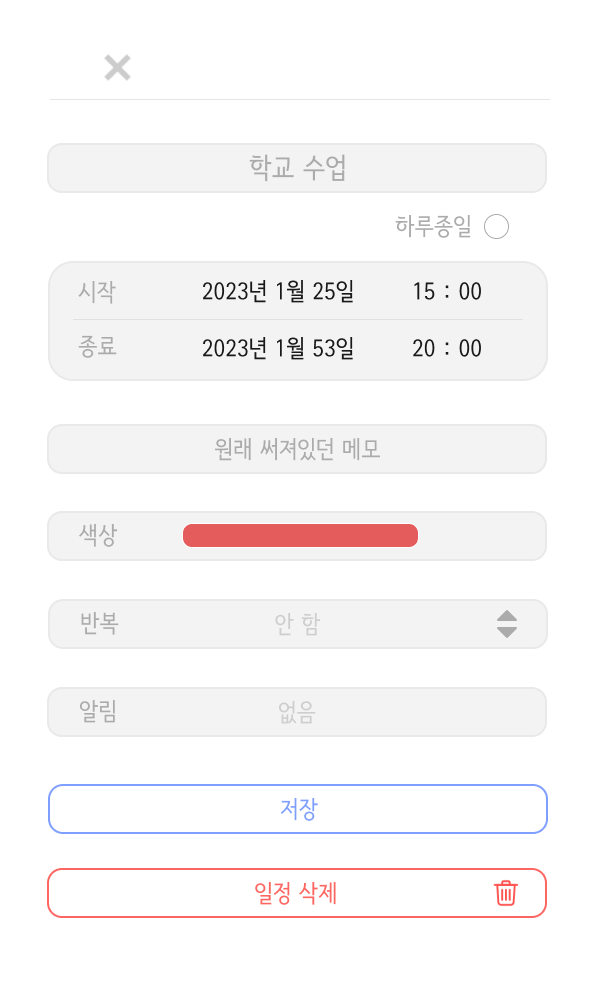 학교 수업
하루종일
시작 2023년 1월 25일 15 : 00
종료 2023년 1월 53일 20 : 00
원래 써져있던 메모
색상
반복 안 함
알림 없음
저장
일정 삭제